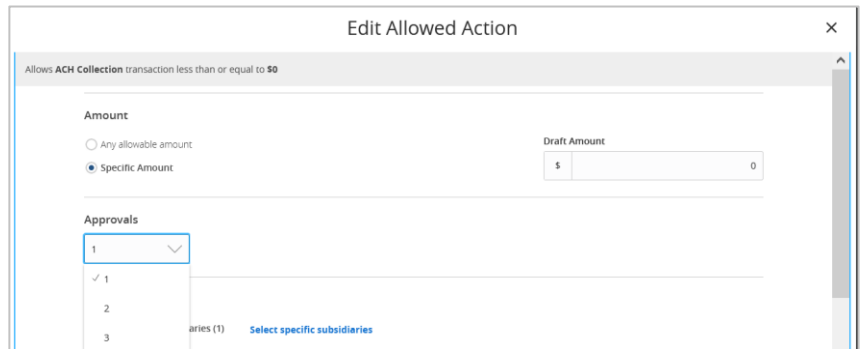 Edit Allowed Action
Allows ACH Collection transaction less than or equal to $0
Amount
Any allowable amount
Draft Amount
Specific Amount
$ 0
Approvals
1
1
2
aries (1) Select specific subsidiaries
3